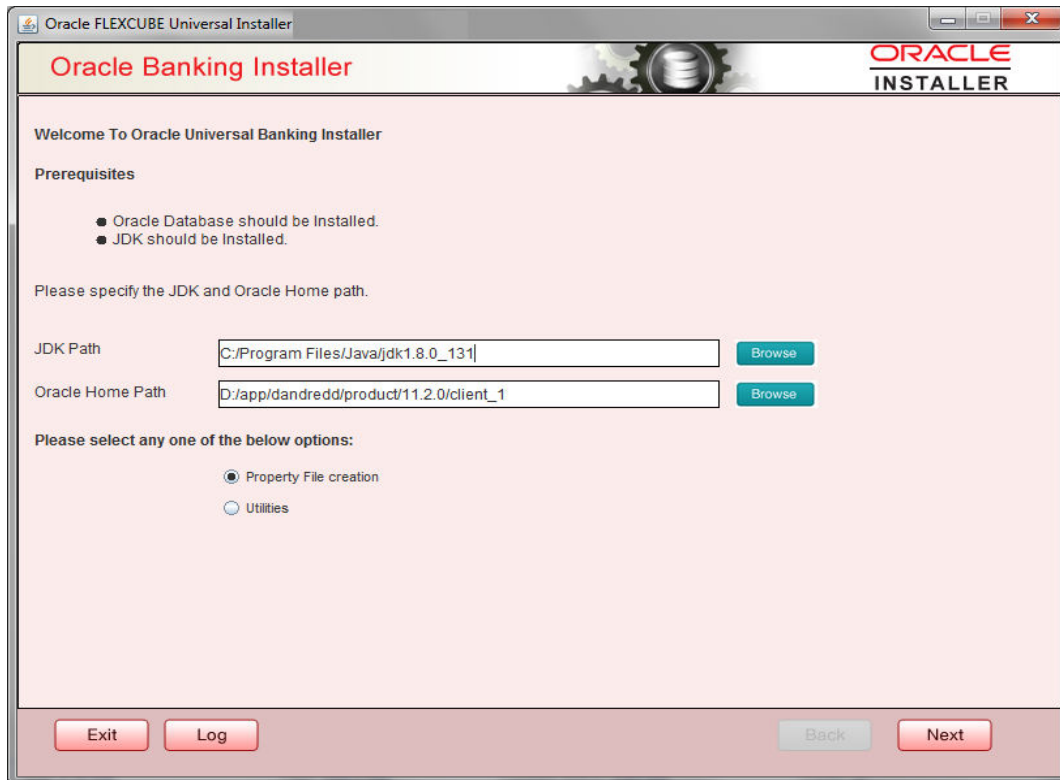 Oracle FLEXCUBE Universal Installer
Oracle Banking Installer
ORACLE
INSTALLER
Welcome To Oracle Universal Banking Installer
Prerequisites
Oracle Database should be Installed.
JDK should be Installed.
Please specify the JDK and Oracle Home path.
JDK Path
C:/Program Files/Java/jdk1.8.0_131
Browse
Oracle Home Path
D:/app/dandredd/product/11.2.0/client_1
Browse
Please select any one of the below options:
Property File creation
Utilities
Exit
Log
Back
Next